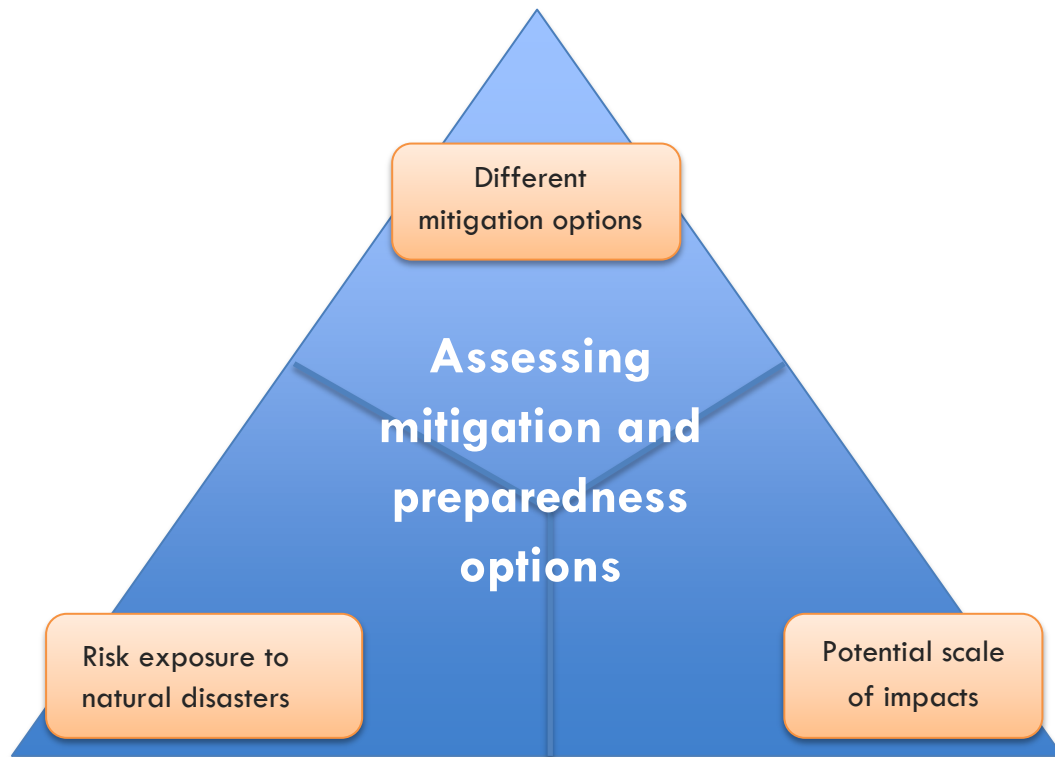 Different
mitigation options
Assessing
mitigation and
preparedness
options
Risk exposure to
natural disasters
Potential scale
of impacts